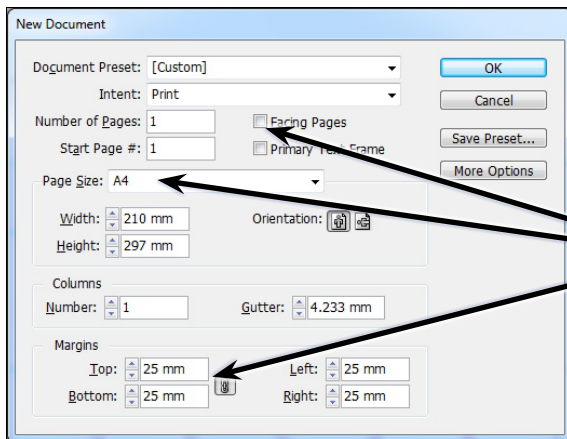 New Document
Document Preset: [Custom]
OK
Intent: Print
Cancel
Number of Pages: 1 Facing Pages
Save Preset...
Start Page #: 1 Primary Text Frame
More Options
Page Size: A4
Width: 210 mm Orientation:
Height: 297 mm
Columns
Number: 1 Gutter: 4.233 mm
Margins
Top: 25 mm Left: 25 mm
Bottom: 25 mm Right: 25 mm